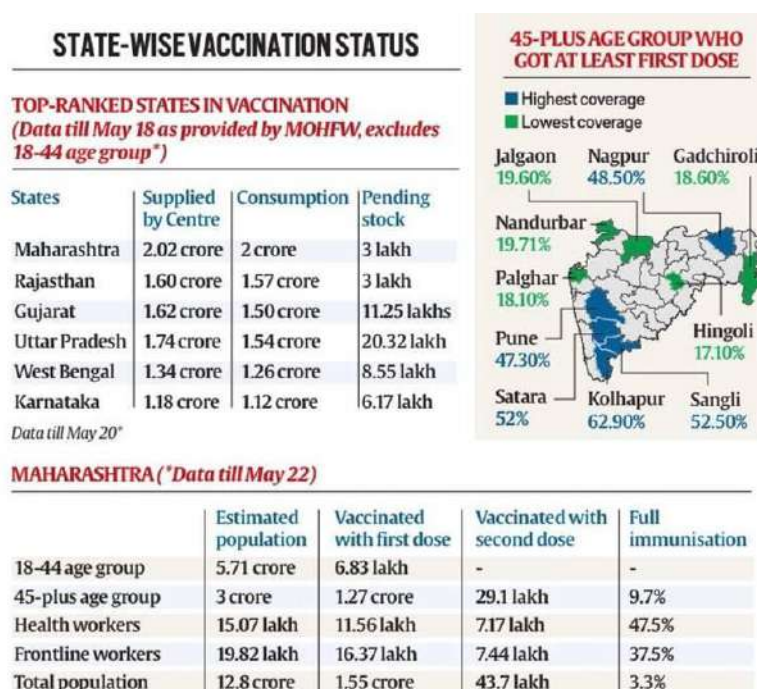 STATE-WISE VACCINATION STATUS
TOP-RANKED STATES IN VACCINATION
(Data till May 18 as provided by MOHFW, excludes
18-44 age group*)
States Supplied by Centre Consumption Pending stock
Maharashtra 2.02 crore 2 crore 3 lakh
Rajasthan 1.60 crore 1.57 crore 3 lakh
Gujarat 1.62 crore 1.50 crore 11.25 lakhs
Uttar Pradesh 1.74 crore 1.54 crore 20.32 lakh
West Bengal 1.34 crore 1.26 crore 8.55 lakh
Karnataka 1.18 crore 1.12 crore 6.17 lakh
Data till May 20*
45-PLUS AGE GROUP WHO
GOT AT LEAST FIRST DOSE
Highest coverage
Lowest coverage
Jalgaon Nagpur Gadchiroli
19.60% 48.50% 18.60%
Nandurbar
19.71%
Palghar
18.10%
Hingoli
17.10%
Pune
47.30%
Satara Kolhapur Sangli
52% 62.90% 52.50%
MAHARASHTRA (*Data till May 22)
Estimated population Vaccinated with first dose Vaccinated with second dose Full immunisation
18-44 age group 5.71 crore 6.83 lakh - -
45-plus age group 3 crore 1.27 crore 29.1 lakh 9.7%
Health workers 15.07 lakh 11.56 lakh 7.17 lakh 47.5%
Frontline workers 19.82 lakh 16.37 lakh 7.44 lakh 37.5%
Total population 12.8 crore 1.55 crore 43.7 lakh 3.3%